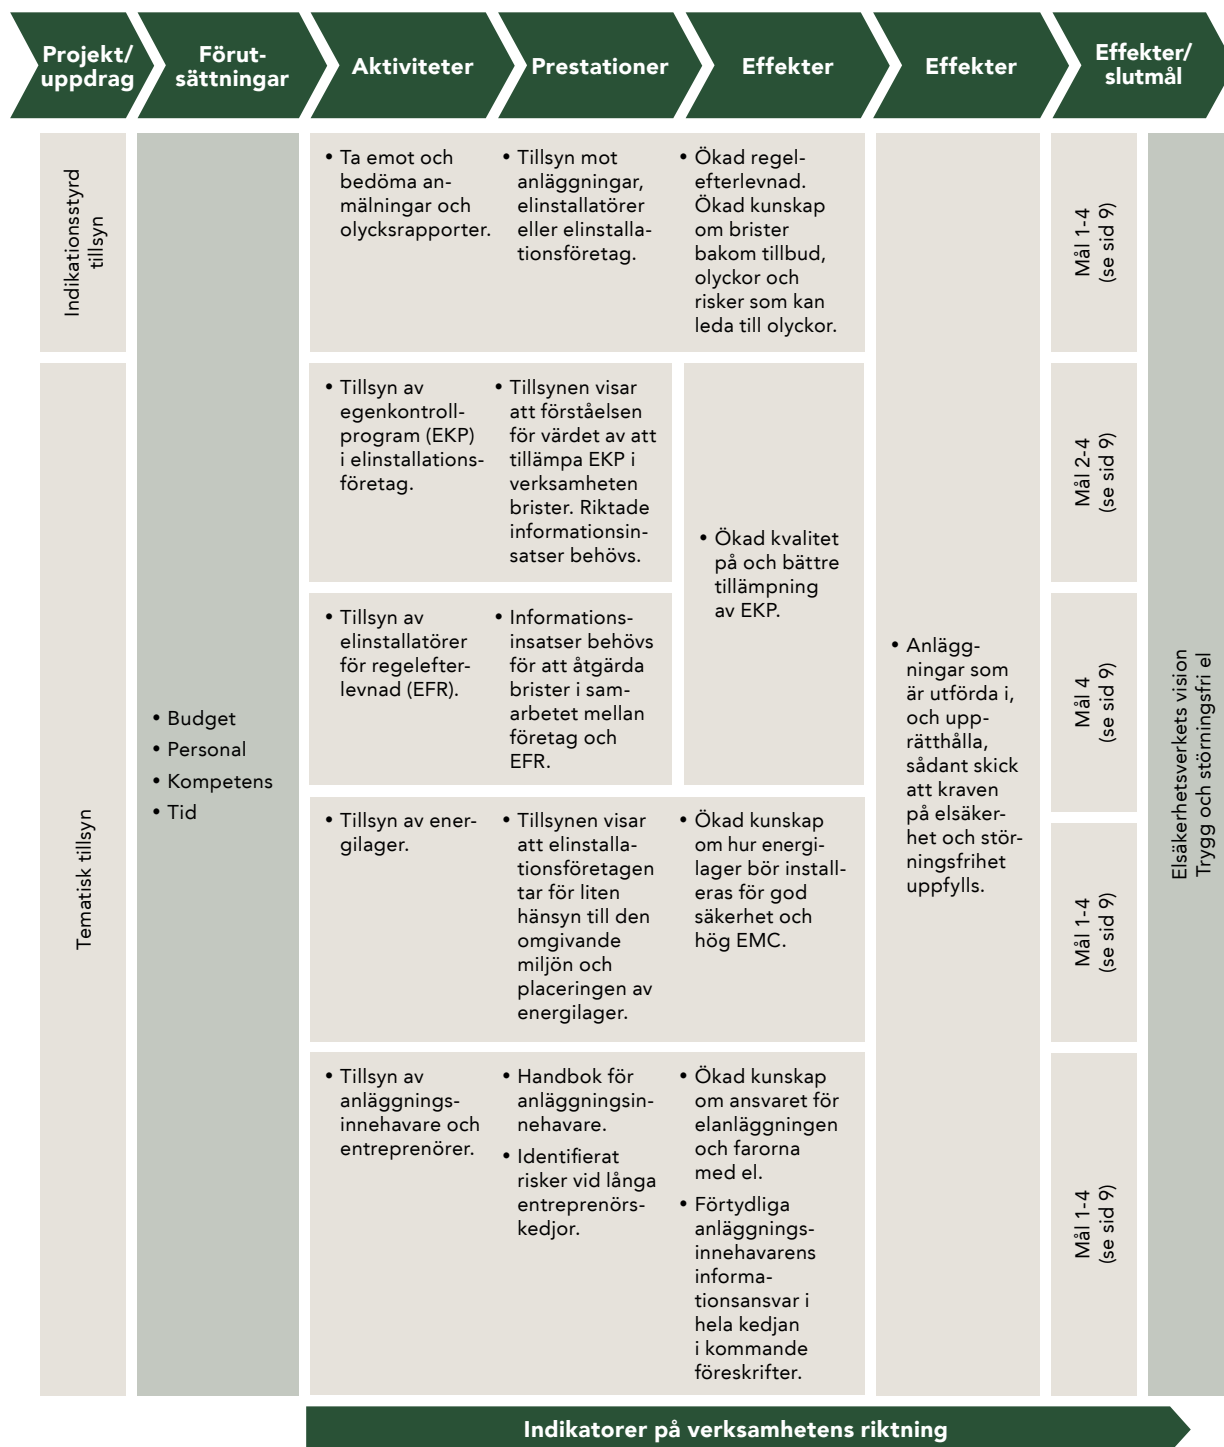 Projekt/
uppdrag
Förut-
sättningar
Aktiviteter
Prestationer
Effekter
Effekter
Effekter/
slutmål
Indikationsstyrd
tillsyn
• Ta emot och
bedöma an-
mälningar och
olycksrapporter.
• Tillsyn mot
anläggningar,
elinstallatörer
eller elinstalla-
tionsföretag.
• Ökad regel-
efterlevnad.
Ökad kunskap
om brister
bakom tillbud,
olyckor och
risker som kan
leda till olyckor.
Mål 1-4
(se sid 9)
Tematisk tillsyn
• Budget
• Personal
• Kompetens
• Tid
• Tillsyn av
egenkontroll-
program (EKP)
i elinstallations-
företag.
• Tillsynen visar
att förståelsen
för värdet av att
tillämpa EKP i
verksamheten
brister. Riktade
informationsin-
satser behövs.
• Ökad kvalitet
på och bättre
tillämpning
av EKP.
Mål 2-4
(se sid 9)
• Tillsyn av
elinstallatörer
för regelefter-
levnad (EFR).
• Informations-
insatser behövs
för att åtgärda
brister i sam-
arbetet mellan
företag och
EFR.
• Anlägg-
ningar som
är utförda i,
och upp-
rätthålla,
sådant skick
att kraven
på elsäker-
het och stör-
ningsfrihet
uppfylls.
Mål 4
(se sid 9)
Elsäkerhetsverkets vision
Trygg och störningsfri el
• Tillsyn av ener-
gilager.
• Tillsynen visar
att elinstalla-
tionsföretagen
tar för liten
hänsyn till den
omgivande
miljön och
placeringen av
energilager.
• Ökad kunskap
om hur energi-
lager bör install-
eras för god
säkerhet och
hög EMC.
Mål 1-4
(se sid 9)
• Tillsyn av
anläggnings-
innehavare och
entreprenörer.
• Handbok för
anläggningsin-
nehavare.
• Identifierat
risker vid långa
entreprenörs-
kedjor.
• Ökad kunskap
om ansvaret för
elanläggningen
och farorna
med el.
• Förtydliga
anläggnings-
innehavarens
informa-
tionsansvar i
hela kedjan
i kommande
föreskrifter.
Mål 1-4
(se sid 9)
Indikatorer på verksamhetens riktning